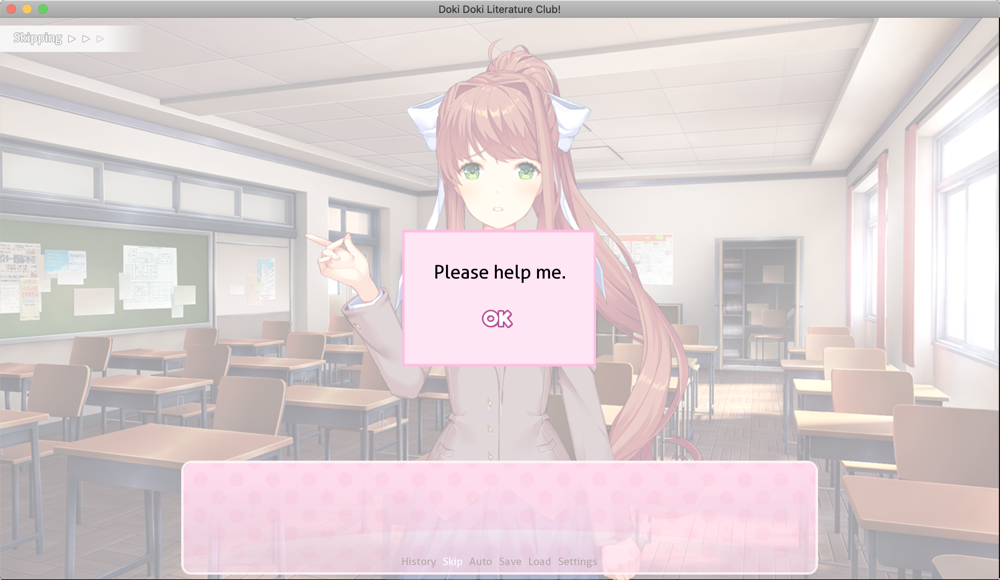 Doki Doki Literature Club!
Skipping
Please help me.
OK
History Skip Auto Save Load Settings